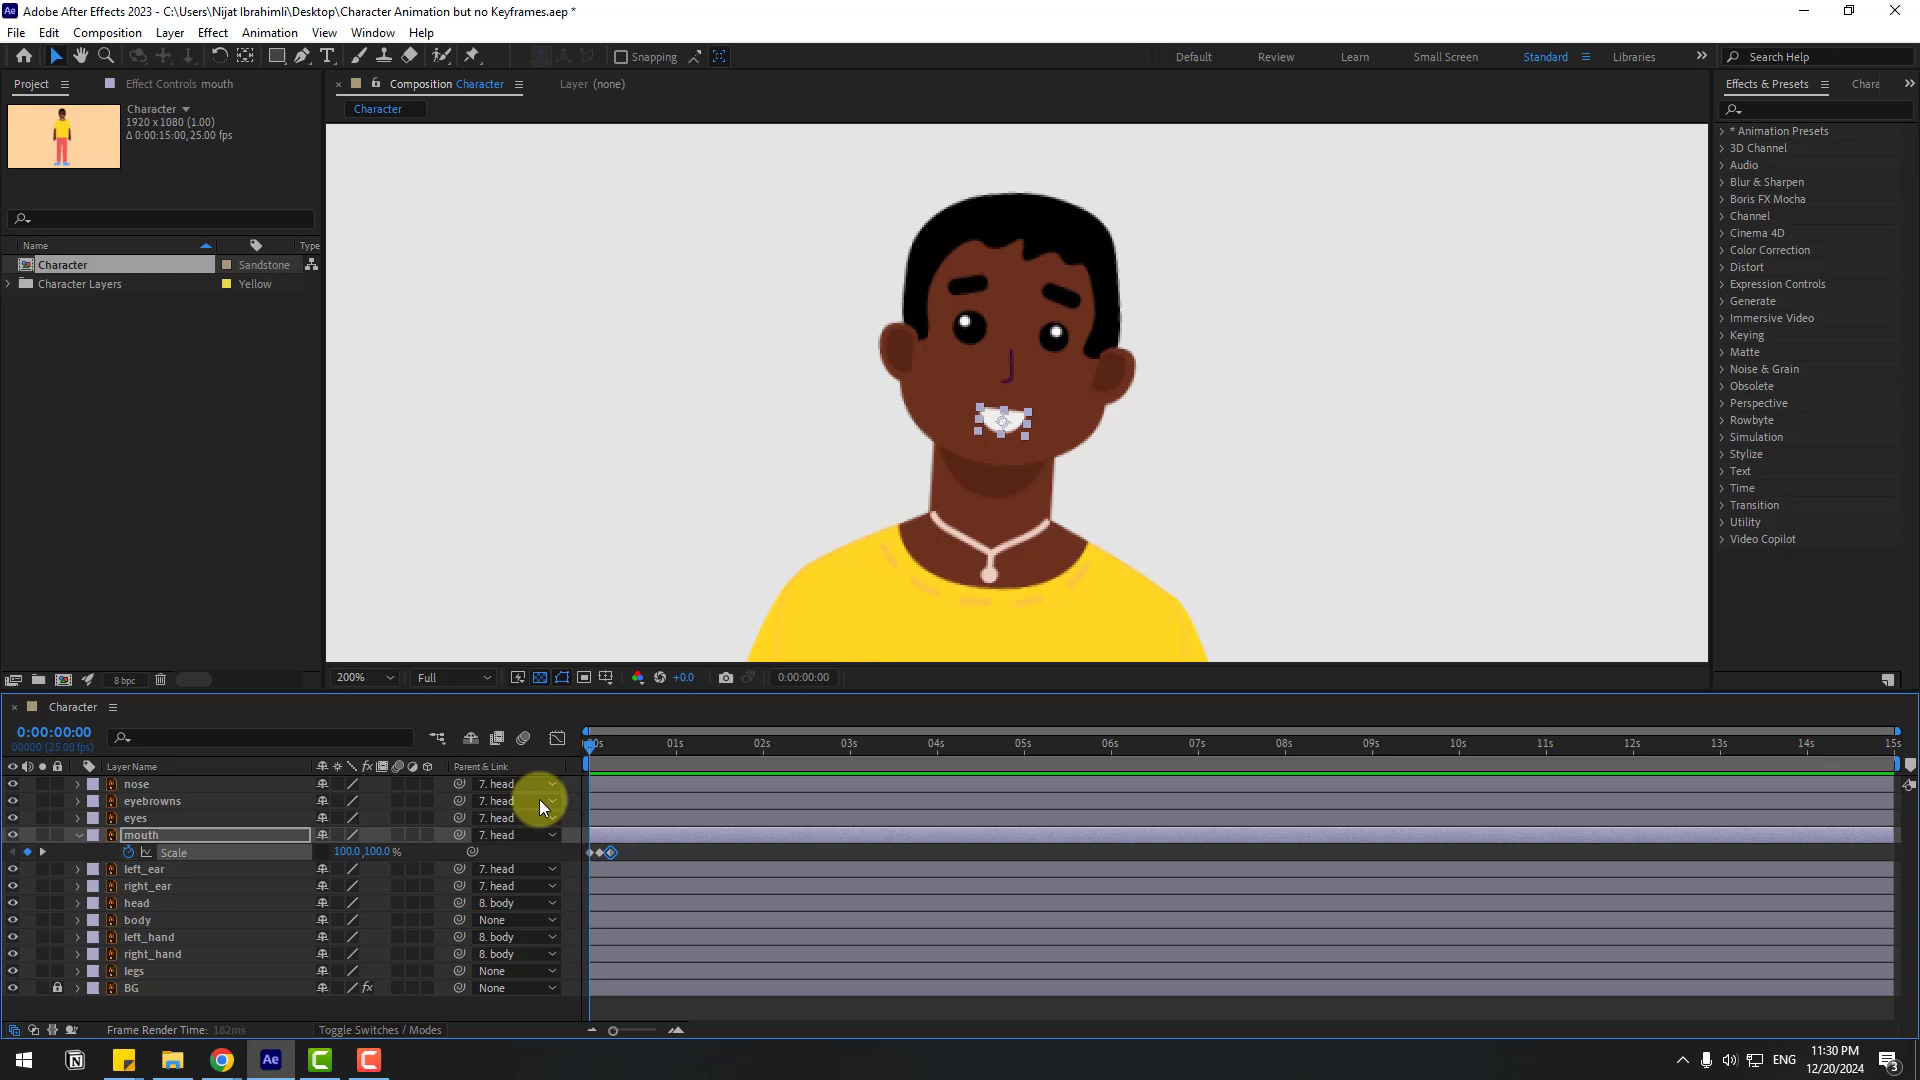 Adobe After Effects 2023 - C:\Users\Nijat Ibrahimli\Desktop\Character Animation but no Keyframes.aep *
File Edit Composition Layer Effect Animation View Window Help
Snapping Default Review Learn Small Screen Standard Libraries Search Help
Project Effect Controls mouth Composition Character Layer (none) Effects & Presets
Character
1920 x 1080 (1.00)
Δ 0:00:15:00, 25.00 fps
Character
Name Type
Character Sandstone
Character Layers Yellow
* Animation Presets
3D Channel
Audio
Blur & Sharpen
Boris FX Mocha
Channel
Cinema 4D
Color Correction
Distort
Expression Controls
Generate
Immersive Video
Keying
Matte
Noise & Grain
Obsolete
Perspective
Rowbyte
Simulation
Stylize
Text
Time
Transition
Utility
Video Copilot
8 bpc
200% Full +0.0 0:00:00:00
Character
0:00:00:00
00000 (25.00 fps)
01s 02s 03s 04s 05s 06s 07s 08s 09s 10s 11s 12s 13s 14s 15s
Layer Name fx Parent & Link
nose 7. head
eyebrowns 7. head
eyes
mouth 7. head
Scale 100.0,100.0 %
left_ear 7. head
right_ear 7. head
head 8. body
body None
left_hand 8. body
right_hand 8. body
legs None
BG fx None
Frame Render Time: 182ms Toggle Switches / Modes
Ae
ENG
11:30 PM
12/20/2024
3